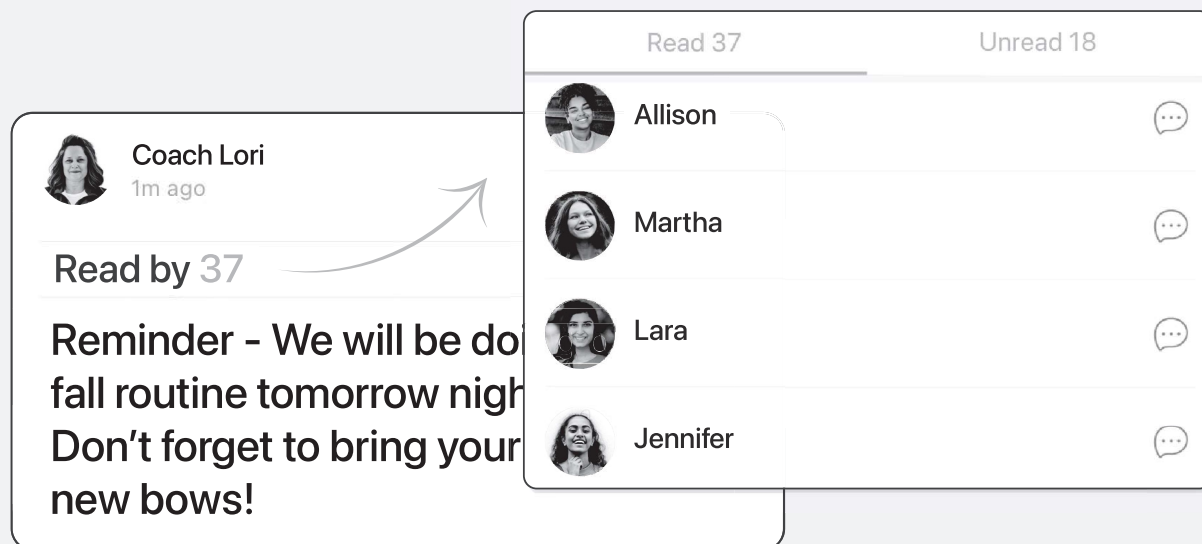 Coach Lori
1m ago
Read by 37
Reminder - We will be doi
fall routine tomorrow nigh
Don't forget to bring your
new bows!
Read 37
Unread 18
Allison
Martha
Lara
Jennifer